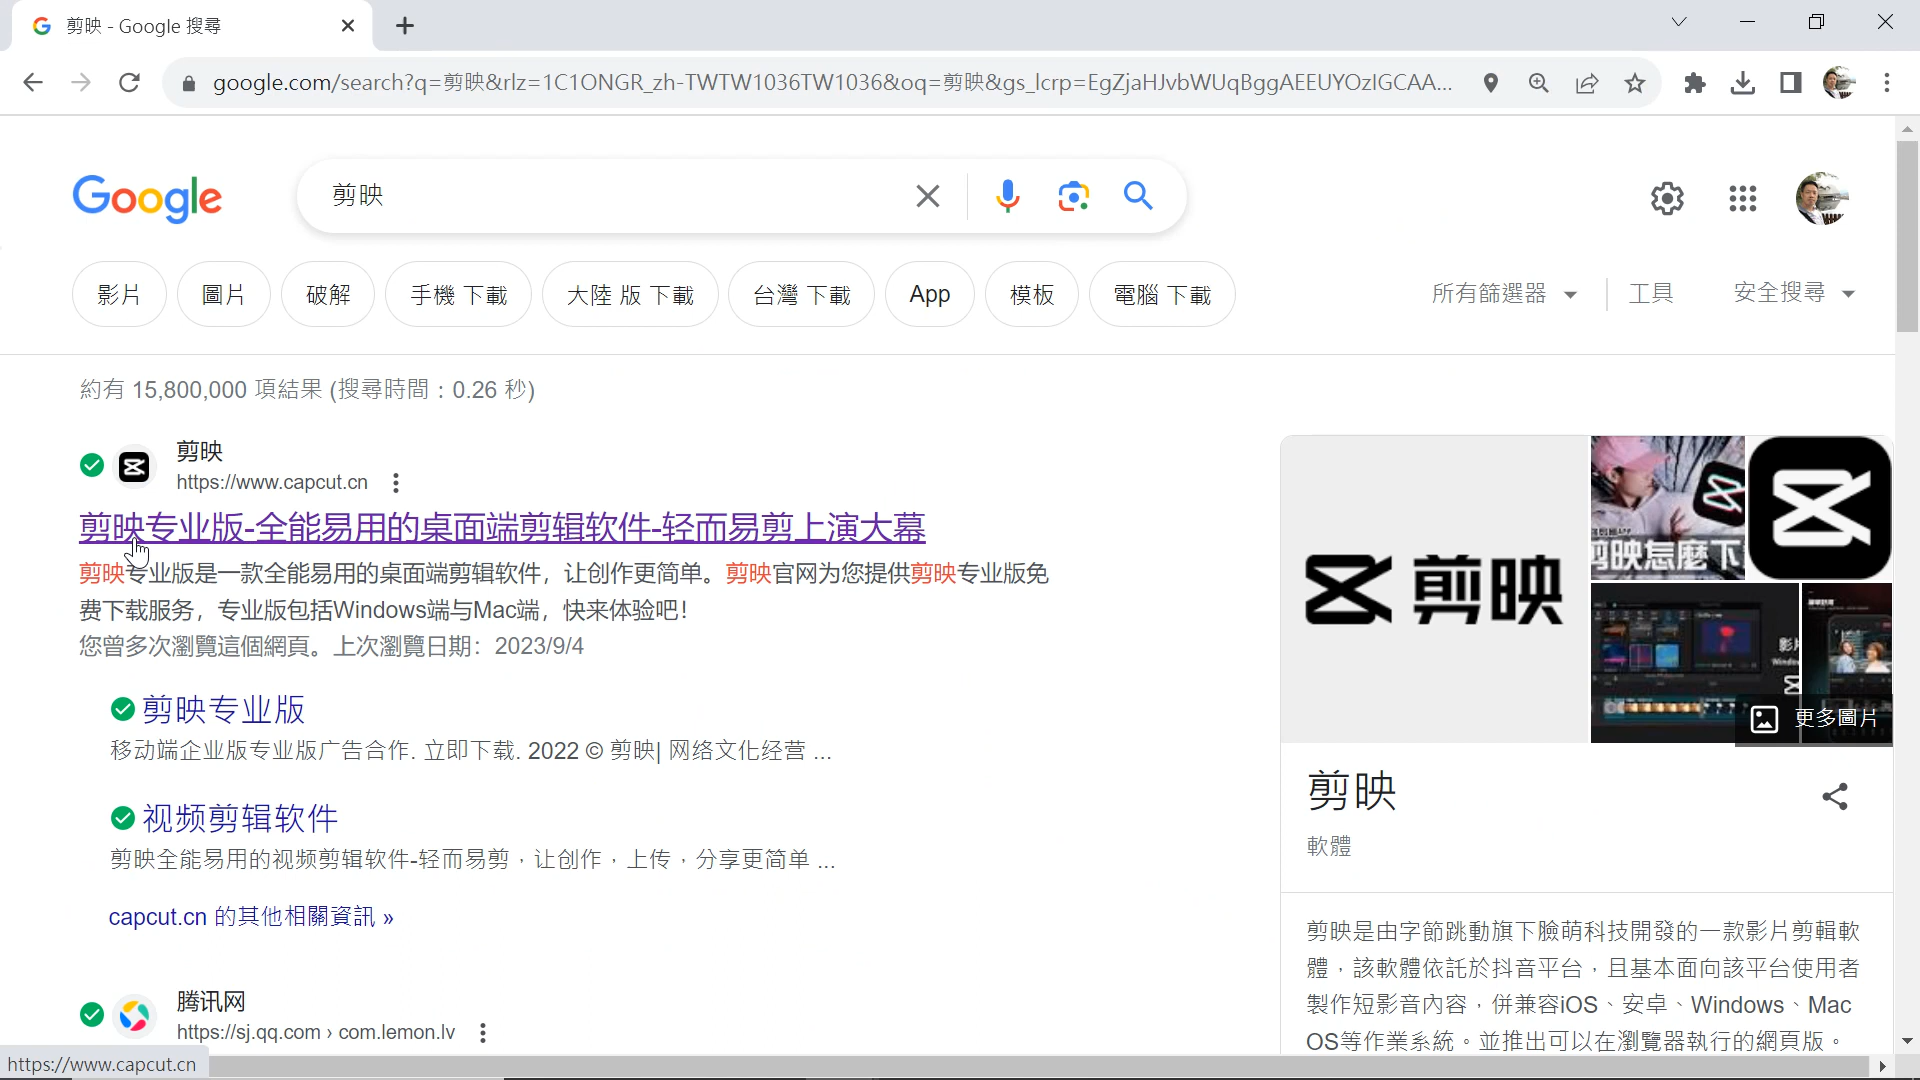 剪映 - Google 搜尋
google.com/search?q=剪映&rlz=1C1ONGR_zh-TWTW1036TW1036&oq=剪映&gs_lcrp=EgZjaHJvbWUqBggAEEUYOzIGCAA...
Google
剪映
影片
圖片
破解
手機 下載
大陸 版 下載
台灣 下載
App
模板
電腦 下載
所有篩選器
工具
安全搜尋
約有 15,800,000 項結果 (搜尋時間：0.26 秒)
剪映
https://www.capcut.cn
剪映专业版-全能易用的桌面端剪辑软件-轻而易剪上演大幕
剪映专业版是一款全能易用的桌面端剪辑软件，让创作更简单。剪映官网为您提供剪映专业版免
费下载服务，专业版包括Windows端与Mac端，快来体验吧！
您曾多次瀏覽這個網頁。上次瀏覽日期：2023/9/4
剪映专业版
移动端企业版专业版广告合作. 立即下载. 2022 © 剪映| 网络文化经营 ...
视频剪辑软件
剪映全能易用的视频剪辑软件-轻而易剪，让创作，上传，分享更简单 ...
capcut.cn 的其他相關資訊 »
腾讯网
https://sj.qq.com › com.lemon.lv
https://www.capcut.cn
剪映
剪映怎麼下
更多圖片
剪映
軟體
剪映是由字節跳動旗下臉萌科技開發的一款影片剪輯軟
體，該軟體依託於抖音平台，且基本面向該平台使用者
製作短影音內容，併兼容iOS、安卓、Windows、Mac
OS等作業系統。並推出可以在瀏覽器執行的網頁版。